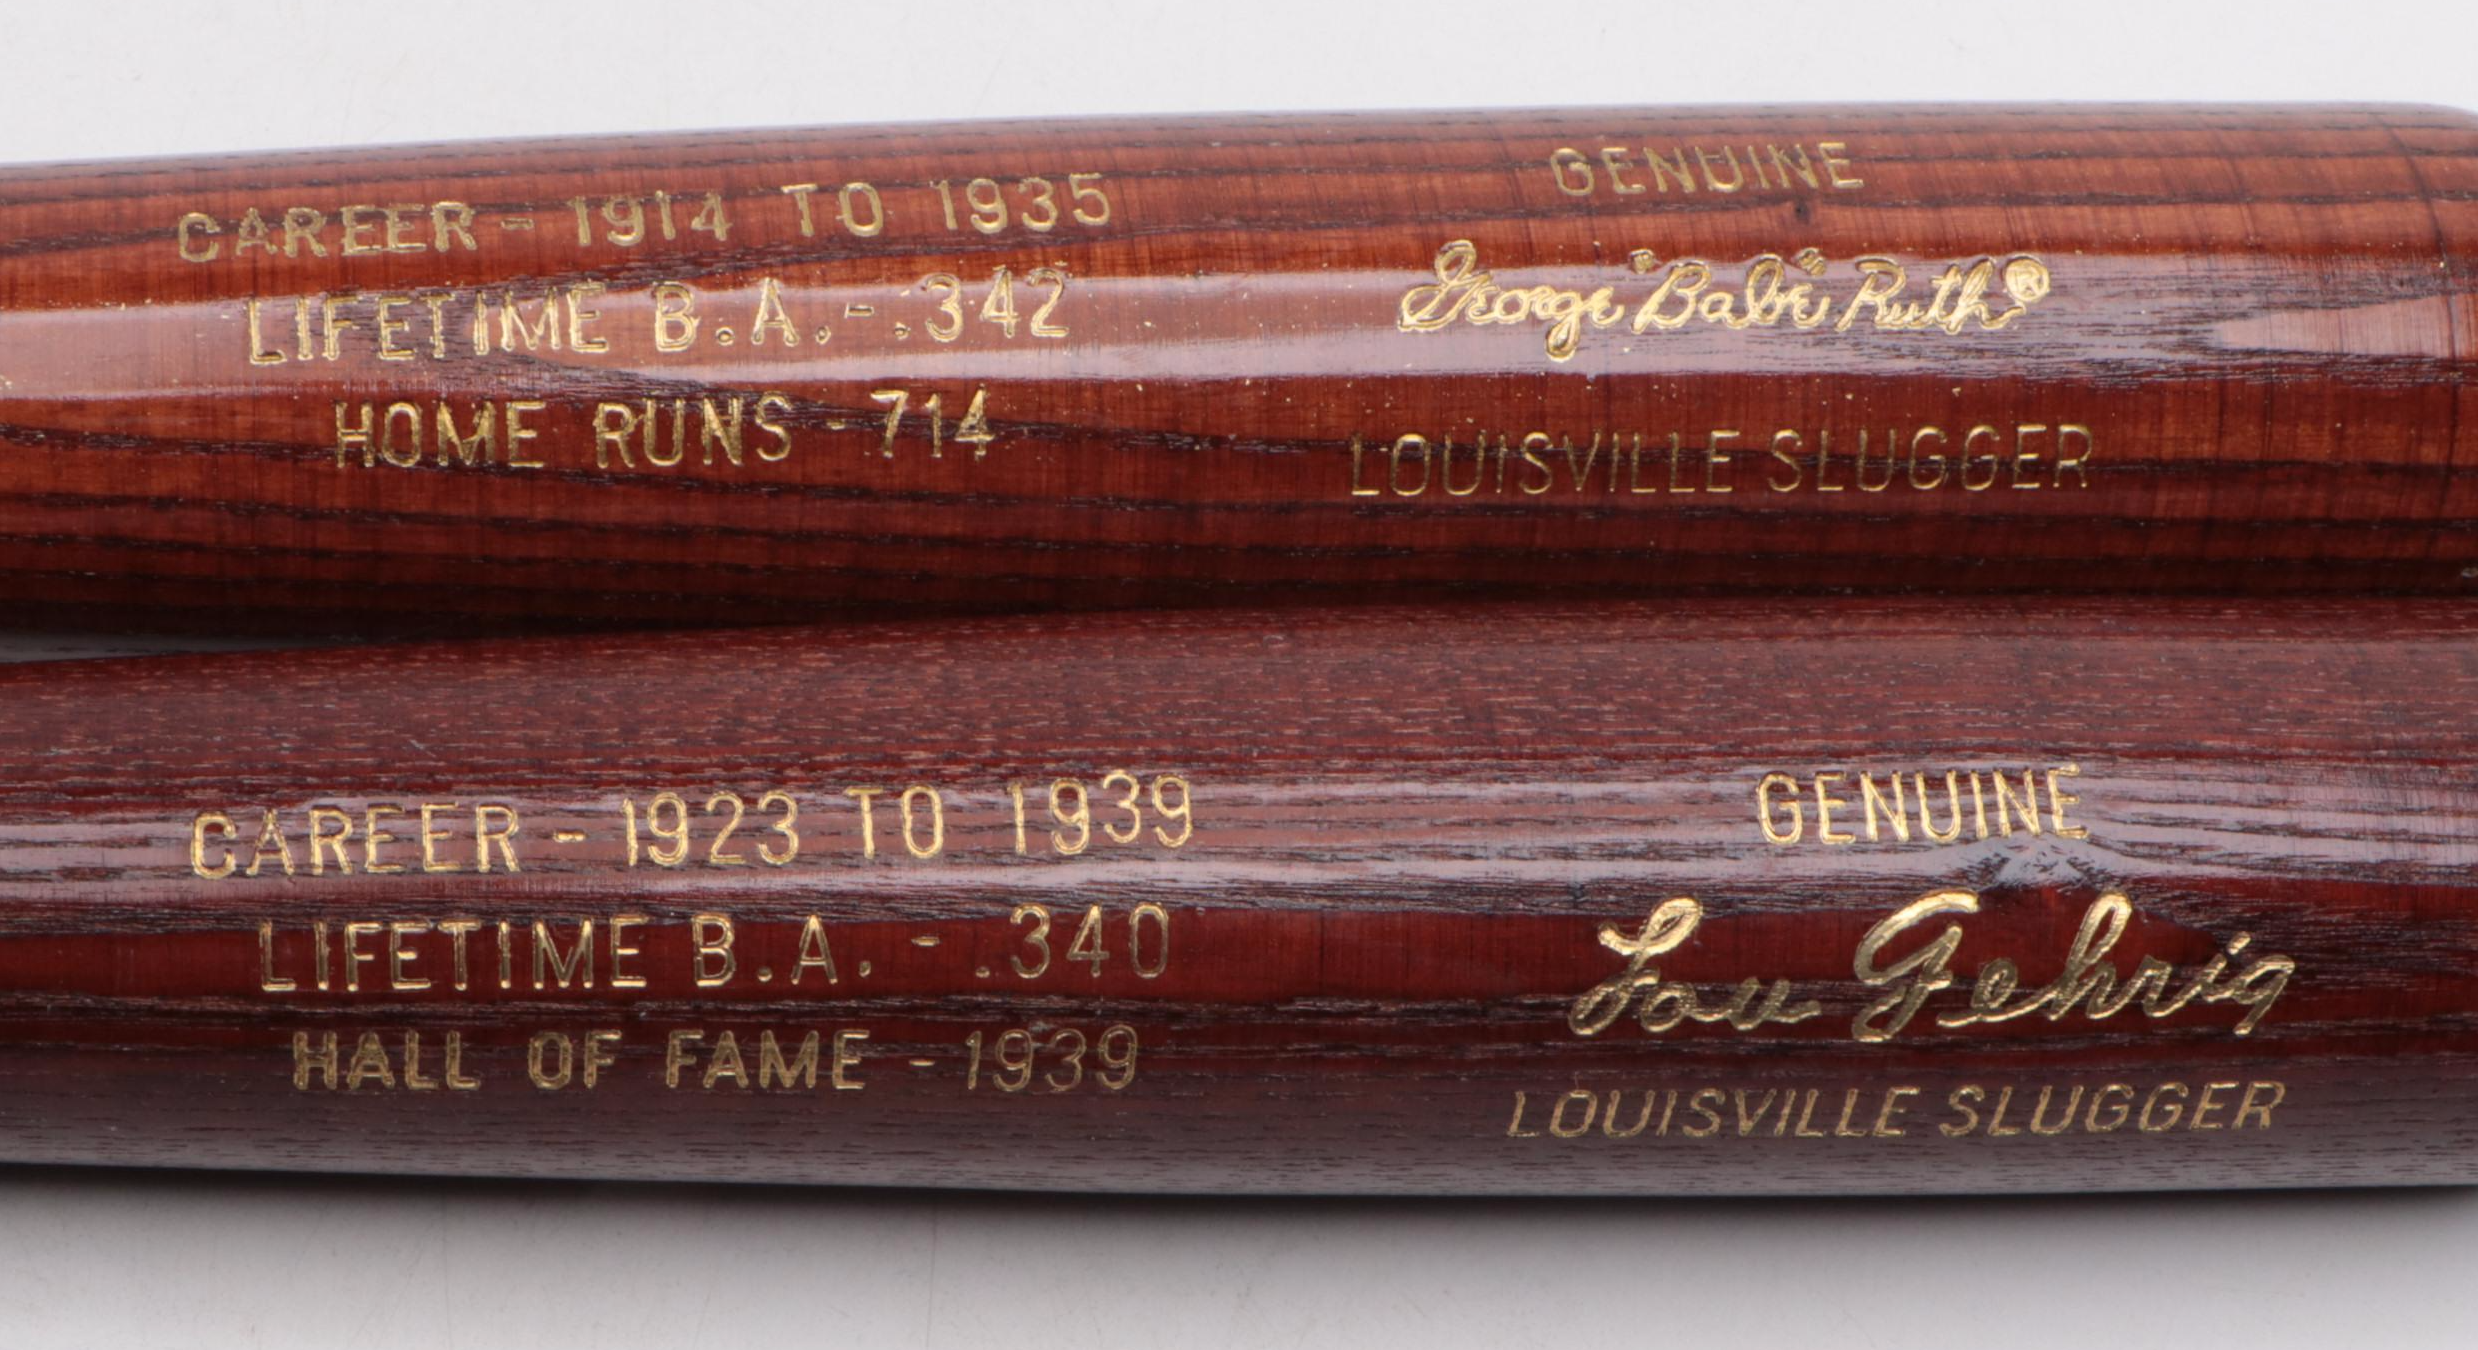 CAREER - 1914 TO 1935
LIFETIME B.A. - .342
HOME RUNS - 714
GENUINE
George "Babe" Ruth®
LOUISVILLE SLUGGER
CAREER - 1923 TO 1939
LIFETIME B.A. - .340
HALL OF FAME - 1939
GENUINE
Lou Gehrig
LOUISVILLE SLUGGER